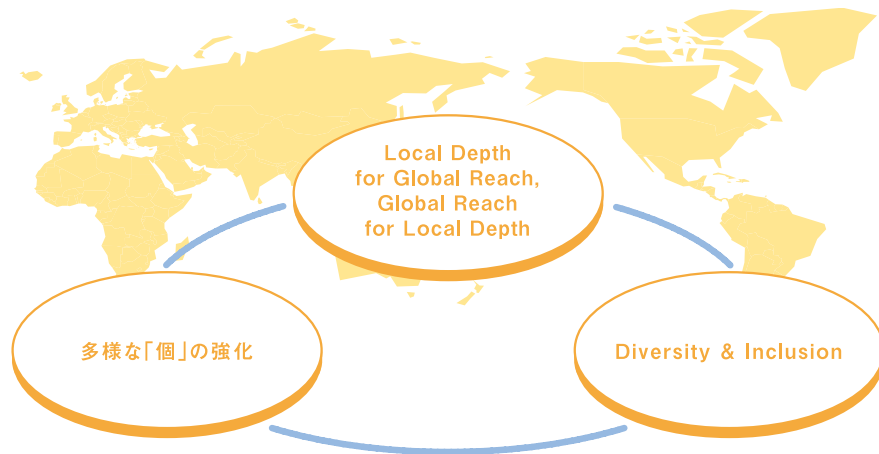 Local Depth
for Global Reach,
Global Reach
for Local Depth
多様な「個」の強化
Diversity & Inclusion